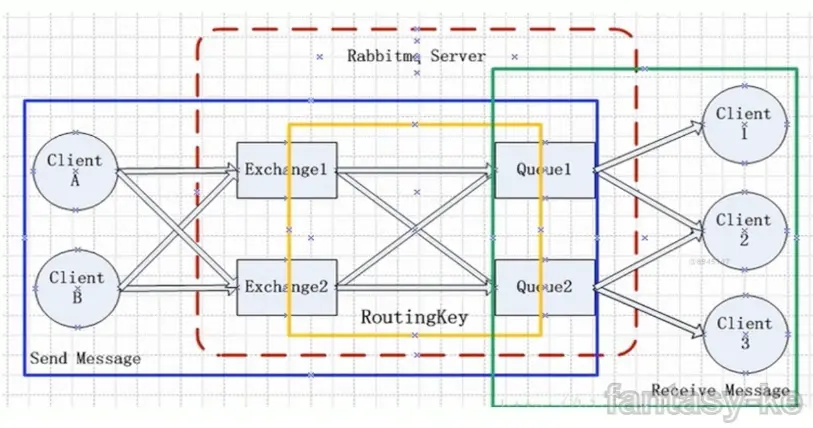 Rabbitmq Server
Client
A
Exchange1
Queue1
Client
1
Client
2
Client
B
Exchange2
Queue2
RoutingKey
Client
3
Send Message
Receive Message
fantasy-ke